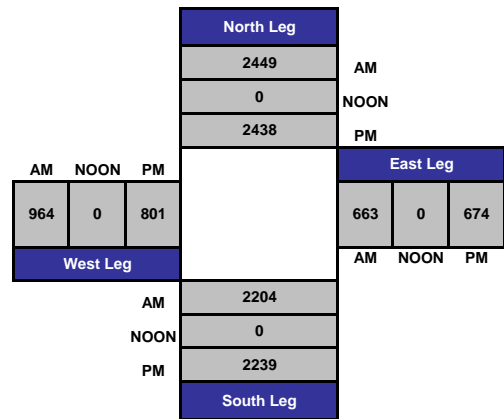 North Leg
2449 AM
0 NOON
2438 PM
AM NOON PM
East Leg
964 0 801
663 0 674
West Leg
AM NOON PM
AM 2204
NOON 0
PM 2239
South Leg